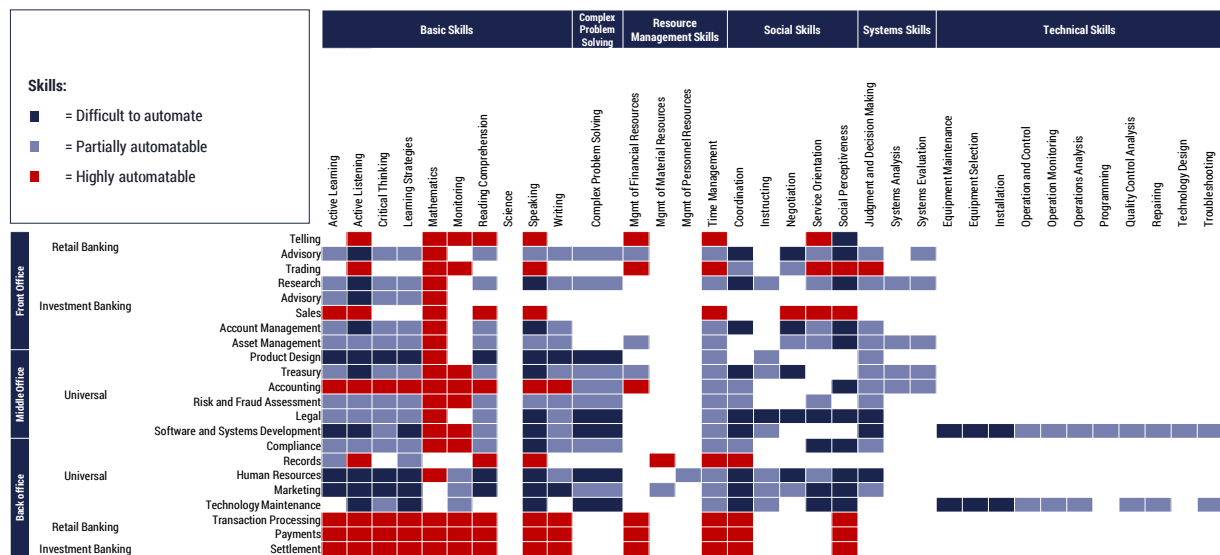 Basic Skills
Complex
Problem
Solving
Resource
Management Skills
Social Skills
Systems Skills
Technical Skills
Skills:
= Difficult to automate
= Partially automatable
= Highly automatable
Active Learning
Active Listening
Critical Thinking
Learning Strategies
Mathematics
Monitoring
Reading Comprehension
Science
Speaking
Writing
Complex Problem Solving
Mgmt of Financial Resources
Mgmt of Material Resources
Mgmt of Personnel Resources
Time Management
Coordination
Instructing
Negotiation
Service Orientation
Social Perceptiveness
Judgment and Decision Making
Systems Analysis
Systems Evaluation
Equipment Maintenance
Equipment Selection
Installation
Operation and Control
Operation Monitoring
Operations Analysis
Programming
Quality Control Analysis
Repairing
Technology Design
Troubleshooting
Front Office
Retail Banking
Telling
Advisory
Investment Banking
Trading
Research
Advisory
Sales
Account Management
Asset Management
Middle Office
Universal
Product Design
Treasury
Accounting
Risk and Fraud Assessment
Legal
Software and Systems Development
Back office
Universal
Compliance
Records
Human Resources
Marketing
Technology Maintenance
Retail Banking
Transaction Processing
Payments
Investment Banking
Settlement